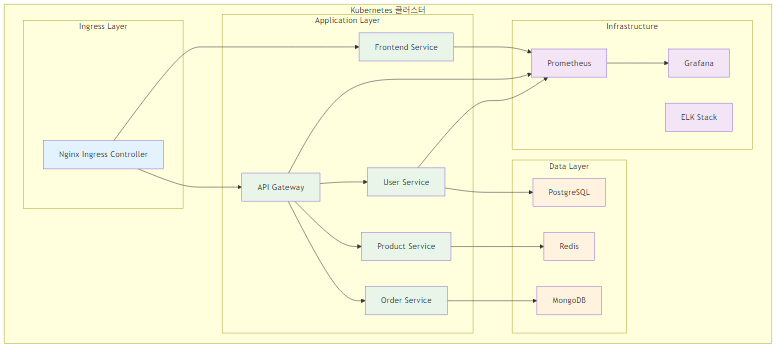 Kubernetes 클러스터
Ingress Layer
Nginx Ingress Controller
Application Layer
Frontend Service
API Gateway
User Service
Product Service
Order Service
Infrastructure
Prometheus
Grafana
ELK Stack
Data Layer
PostgreSQL
Redis
MongoDB